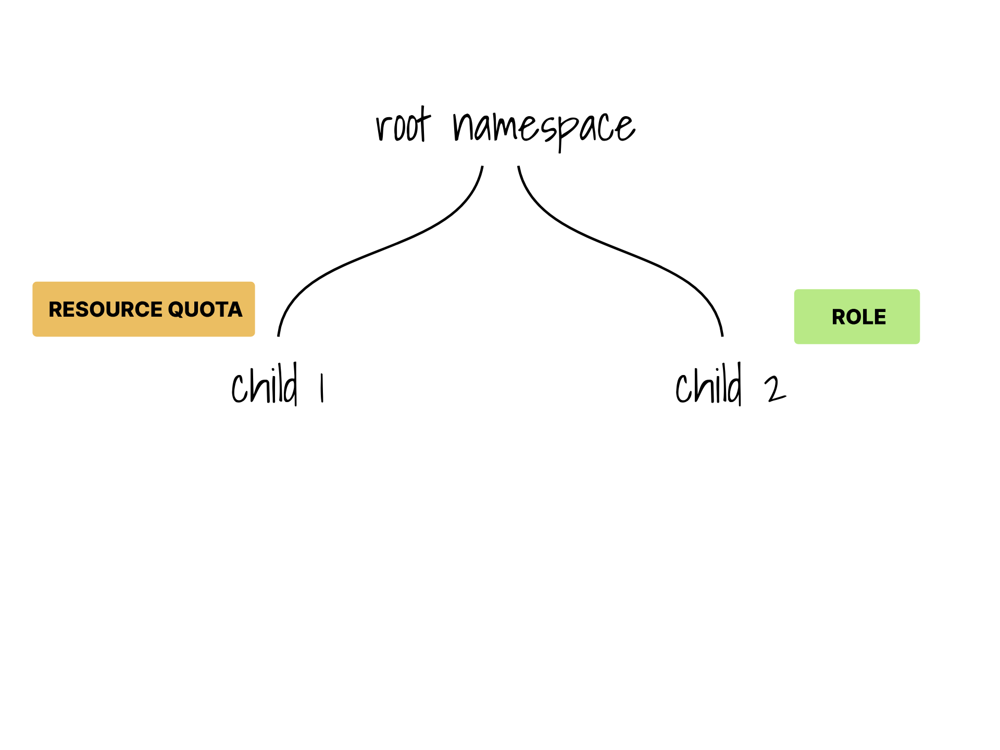 root namespace
RESOURCE QUOTA
ROLE
child 1
child 2